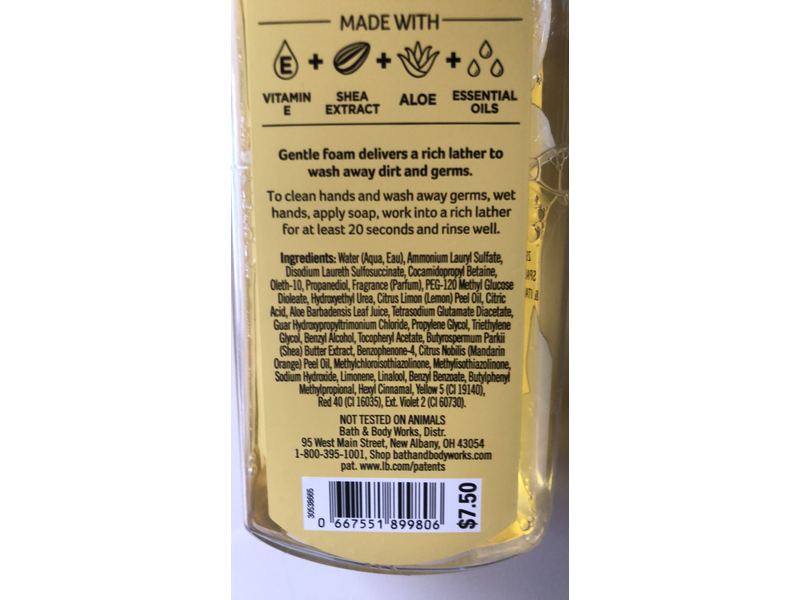 MADE WITH
E + + +
VITAMIN E SHEA EXTRACT ALOE ESSENTIAL OILS
Gentle foam delivers a rich lather to
wash away dirt and germs.
To clean hands and wash away germs, wet
hands, apply soap, work into a rich lather
for at least 20 seconds and rinse well.
Ingredients: Water (Aqua, Eau), Ammonium Lauryl Sulfate,
Disodium Laureth Sulfosuccinate, Cocamidopropyl Betaine,
Oleth-10, Propanediol, Fragrance (Parfum), PEG-120 Methyl Glucose
Dioleate, Hydroxyethyl Urea, Citrus Limon (Lemon) Peel Oil, Citric
Acid, Aloe Barbadensis Leaf Juice, Tetrasodium Glutamate Diacetate,
Guar Hydroxypropyltrimonium Chloride, Propylene Glycol, Triethylene
Glycol, Benzyl Alcohol, Tocopheryl Acetate, Butyrospermum Parkii
(Shea) Butter Extract, Benzophenone-4, Citrus Nobilis (Mandarin
Orange) Peel Oil, Methylchloroisothiazolinone, Methylisothiazolinone,
Sodium Hydroxide, Limonene, Linalool, Benzyl Benzoate, Butylphenyl
Methylpropional, Hexyl Cinnamal, Yellow 5 (CI 19140),
Red 40 (CI 16035), Ext. Violet 2 (CI 60730).
NOT TESTED ON ANIMALS
Bath & Body Works, Distr.
95 West Main Street, New Albany, OH 43054
1-800-395-1001, Shop bathandbodyworks.com
pat. www.lb.com/patents
30538665
0 667551 899806
$7.50